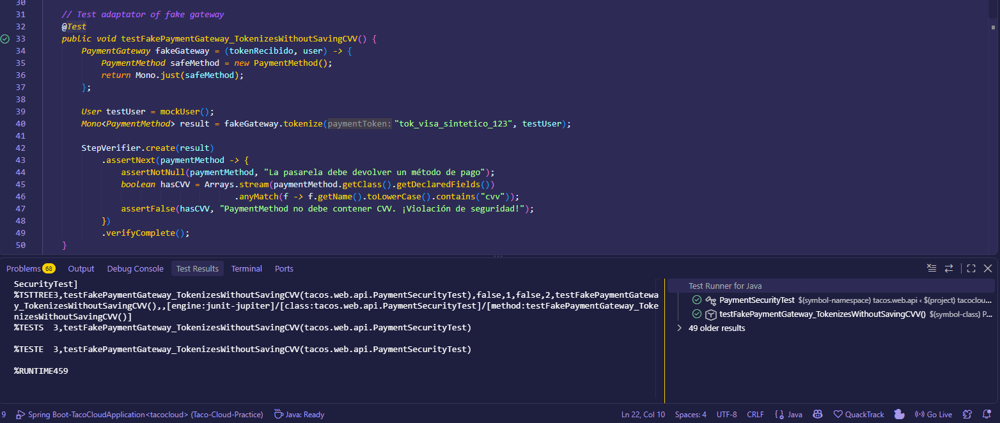 30
31 // Test adaptator of fake gateway
32 @Test
33 public void testFakePaymentGateway_TokenizesWithoutSavingCVV() {
34 PaymentGateway fakeGateway = (tokenRecibido, user) -> {
35 PaymentMethod safeMethod = new PaymentMethod();
36 return Mono.just(safeMethod);
37 };
38
39 User testUser = mockUser();
40 Mono<PaymentMethod> result = fakeGateway.tokenize(paymentToken: "tok_visa_sintetico_123", testUser);
41
42 StepVerifier.create(result)
43 .assertNext(paymentMethod -> {
44 assertNotNull(paymentMethod, "La pasarela debe devolver un método de pago");
45 boolean hasCVV = Arrays.stream(paymentMethod.getClass().getDeclaredFields())
46 .anyMatch(f -> f.getName().toLowerCase().contains("cvv"));
47 assertFalse(hasCVV, "PaymentMethod no debe contener CVV. ¡Violación de seguridad!");
48 })
49 .verifyComplete();
50 }
Problems 68 Output Debug Console Test Results Terminal Ports
SecurityTest]
%TSTTREE3,testFakePaymentGateway_TokenizesWithoutSavingCVV(tacos.web.api.PaymentSecurityTest),false,1,false,2,testFakePaymentGatewa
y_TokenizesWithoutSavingCVV(),,[engine:junit-jupiter]/[class:tacos.web.api.PaymentSecurityTest]/[method:testFakePaymentGateway_Toke
nizesWithoutSavingCVV()]
%TESTS 3,testFakePaymentGateway_TokenizesWithoutSavingCVV(tacos.web.api.PaymentSecurityTest)
%TESTE 3,testFakePaymentGateway_TokenizesWithoutSavingCVV(tacos.web.api.PaymentSecurityTest)
%RUNTIME459
Test Runner for Java
PaymentSecurityTest $(symbol-namespace) tacos.web.api < $(project) tacoclou...
testFakePaymentGateway_TokenizesWithoutSavingCVV() $(symbol-class) P...
49 older results
9 Spring Boot-TacoCloudApplication<tacocloud> (Taco-Cloud-Practice) Java: Ready Ln 22, Col 10 Spaces: 4 UTF-8 CRLF {} Java QuackTrack Go Live